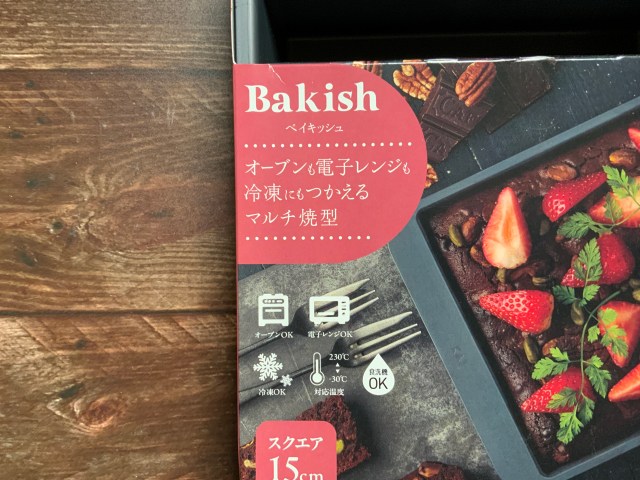 Bakish
ベイキッシュ
オーブンも電子レンジも
冷凍にもつかえる
マルチ焼型
オーブンOK
電子レンジOK
230℃
-30℃
冷凍OK
対応温度
食洗機
OK
スクエア
15cm